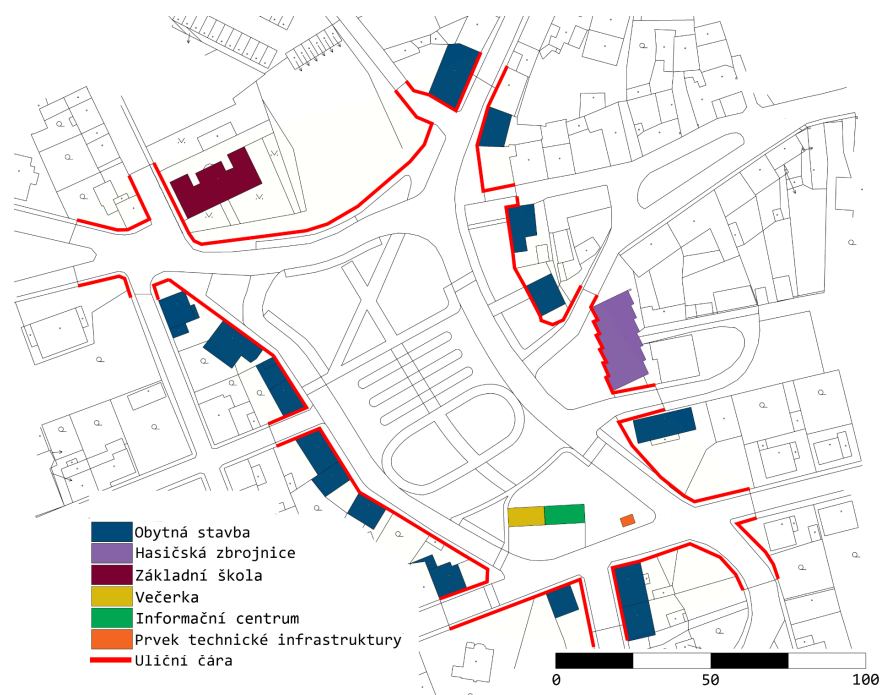 Obytná stavba
Hasičská zbrojnice
Základní škola
Večerka
Informační centrum
Prvek technické infrastruktury
Uliční čára
0 50 100